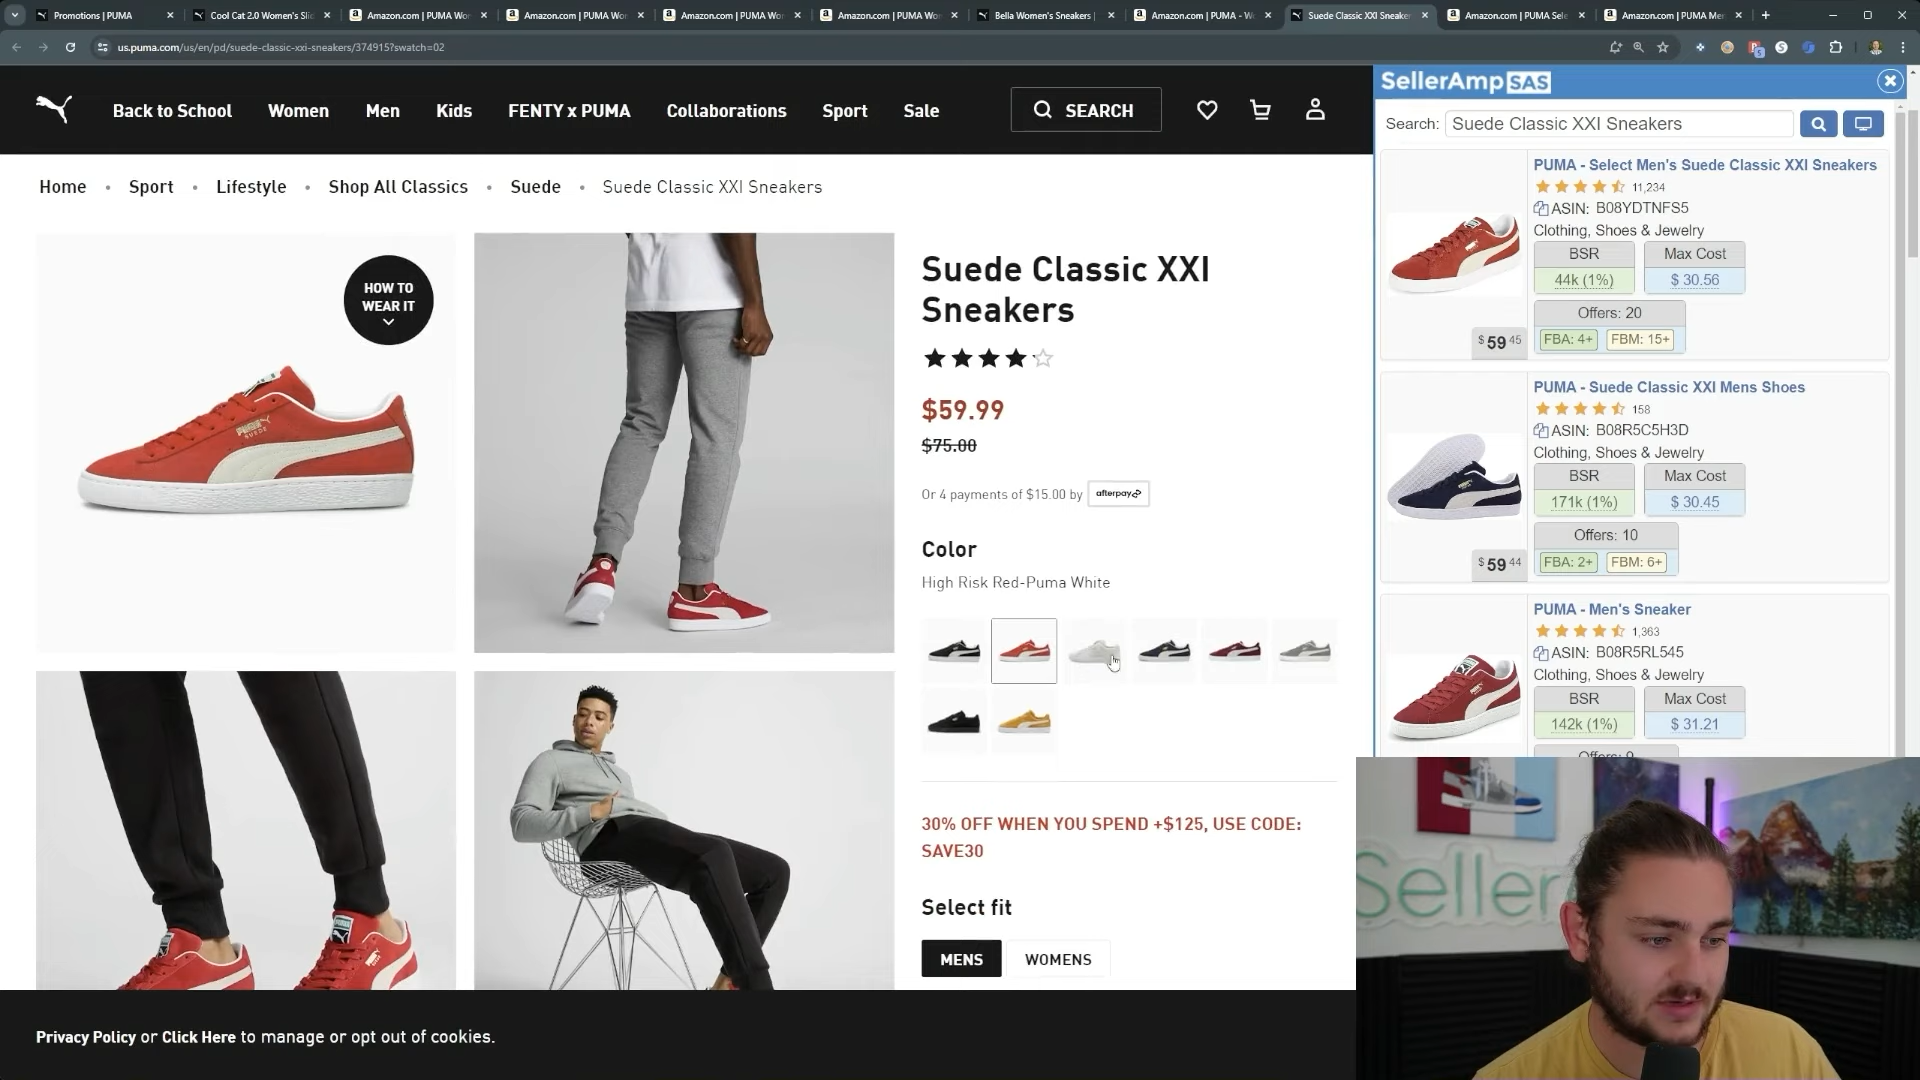 Promotions | PUMA
Cool Cat 2.0 Women's Sli
Amazon.com | PUMA Wo
Amazon.com | PUMA Wo
Amazon.com | PUMA Wo
Amazon.com | PUMA Wo
Bella Women's Sneakers |
Amazon.com | PUMA - W
Suede Classic XXI Sneaker
Amazon.com | PUMA Sele
Amazon.com | PUMA Me
us.puma.com/us/en/pd/suede-classic-xxi-sneakers/374915?swatch=02
Back to School
Women
Men
Kids
FENTY x PUMA
Collaborations
Sport
Sale
SEARCH
Home • Sport • Lifestyle • Shop All Classics • Suede • Suede Classic XXI Sneakers
HOW TO
WEAR IT
Suede Classic XXI
Sneakers
$59.99
$75.00
Or 4 payments of $15.00 by afterpay
Color
High Risk Red-Puma White
30% OFF WHEN YOU SPEND +$125, USE CODE:
SAVE30
Select fit
MENS
WOMENS
Privacy Policy or Click Here to manage or opt out of cookies.
SellerAmp SAS
Search: Suede Classic XXI Sneakers
PUMA - Select Men's Suede Classic XXI Sneakers
11,234
ASIN: B08YDTNFS5
Clothing, Shoes & Jewelry
BSR
Max Cost
44k (1%)
$ 30.56
Offers: 20
FBA: 4+
FBM: 15+
$ 59 45
PUMA - Suede Classic XXI Mens Shoes
158
ASIN: B08R5C5H3D
Clothing, Shoes & Jewelry
BSR
Max Cost
171k (1%)
$ 30.45
Offers: 10
FBA: 2+
FBM: 6+
$ 59 44
PUMA - Men's Sneaker
1,363
ASIN: B08R5RL545
Clothing, Shoes & Jewelry
BSR
Max Cost
142k (1%)
$ 31.21
Offers: 9
Seller